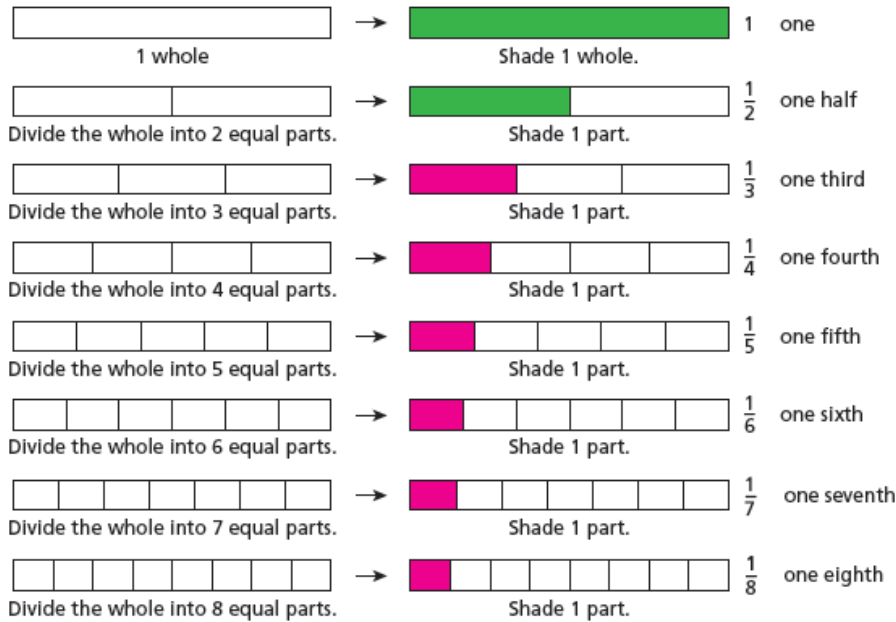 1 one
1 whole Shade 1 whole.
1/2 one half
Divide the whole into 2 equal parts. Shade 1 part.
1/3 one third
Divide the whole into 3 equal parts. Shade 1 part.
1/4 one fourth
Divide the whole into 4 equal parts. Shade 1 part.
1/5 one fifth
Divide the whole into 5 equal parts. Shade 1 part.
1/6 one sixth
Divide the whole into 6 equal parts. Shade 1 part.
1/7 one seventh
Divide the whole into 7 equal parts. Shade 1 part.
1/8 one eighth
Divide the whole into 8 equal parts. Shade 1 part.